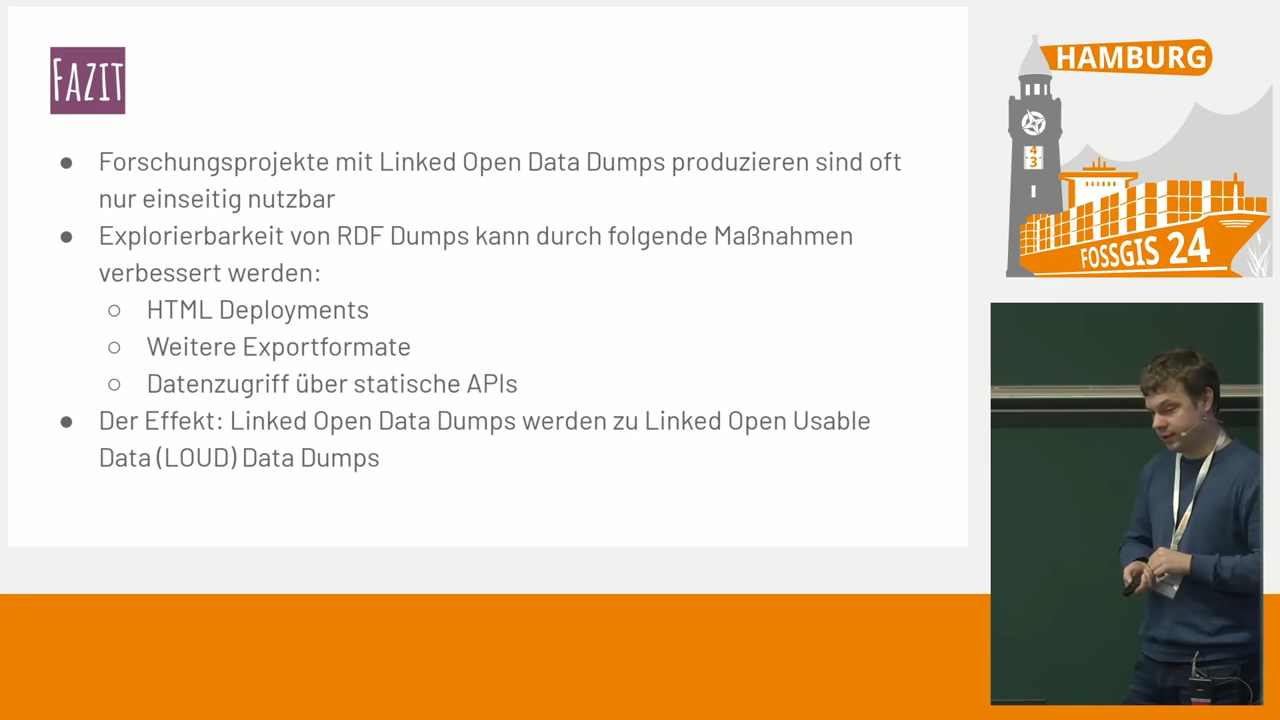 FAZIT
● Forschungsprojekte mit Linked Open Data Dumps produzieren sind oft
nur einseitig nutzbar
● Explorierbarkeit von RDF Dumps kann durch folgende Maßnahmen
verbessert werden:
○ HTML Deployments
○ Weitere Exportformate
○ Datenzugriff über statische APIs
● Der Effekt: Linked Open Data Dumps werden zu Linked Open Usable
Data (LOUD) Data Dumps
HAMBURG
4
3
FOSSGIS 24